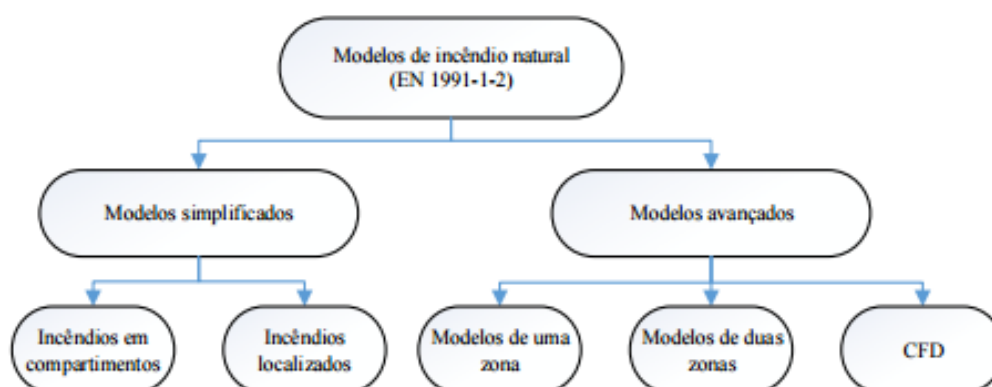 Modelos de incêndio natural
(EN 1991-1-2)
Modelos simplificados
Modelos avançados
Incêndios em
compartimentos
Incêndios
localizados
Modelos de uma
zona
Modelos de duas
zonas
CFD